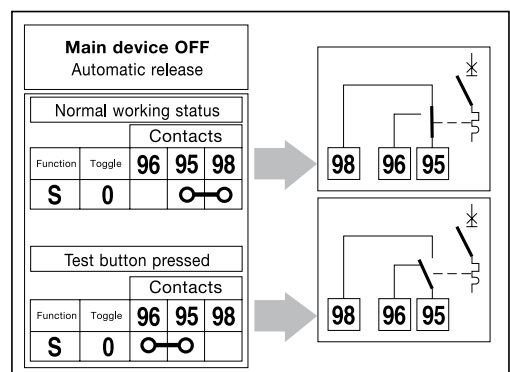 Main device OFF
Automatic release
Normal working status
Contacts
Function Toggle 96 95 98
S 0
98 96 95
Test button pressed
Contacts
Function Toggle 96 95 98
S 0
98 96 95